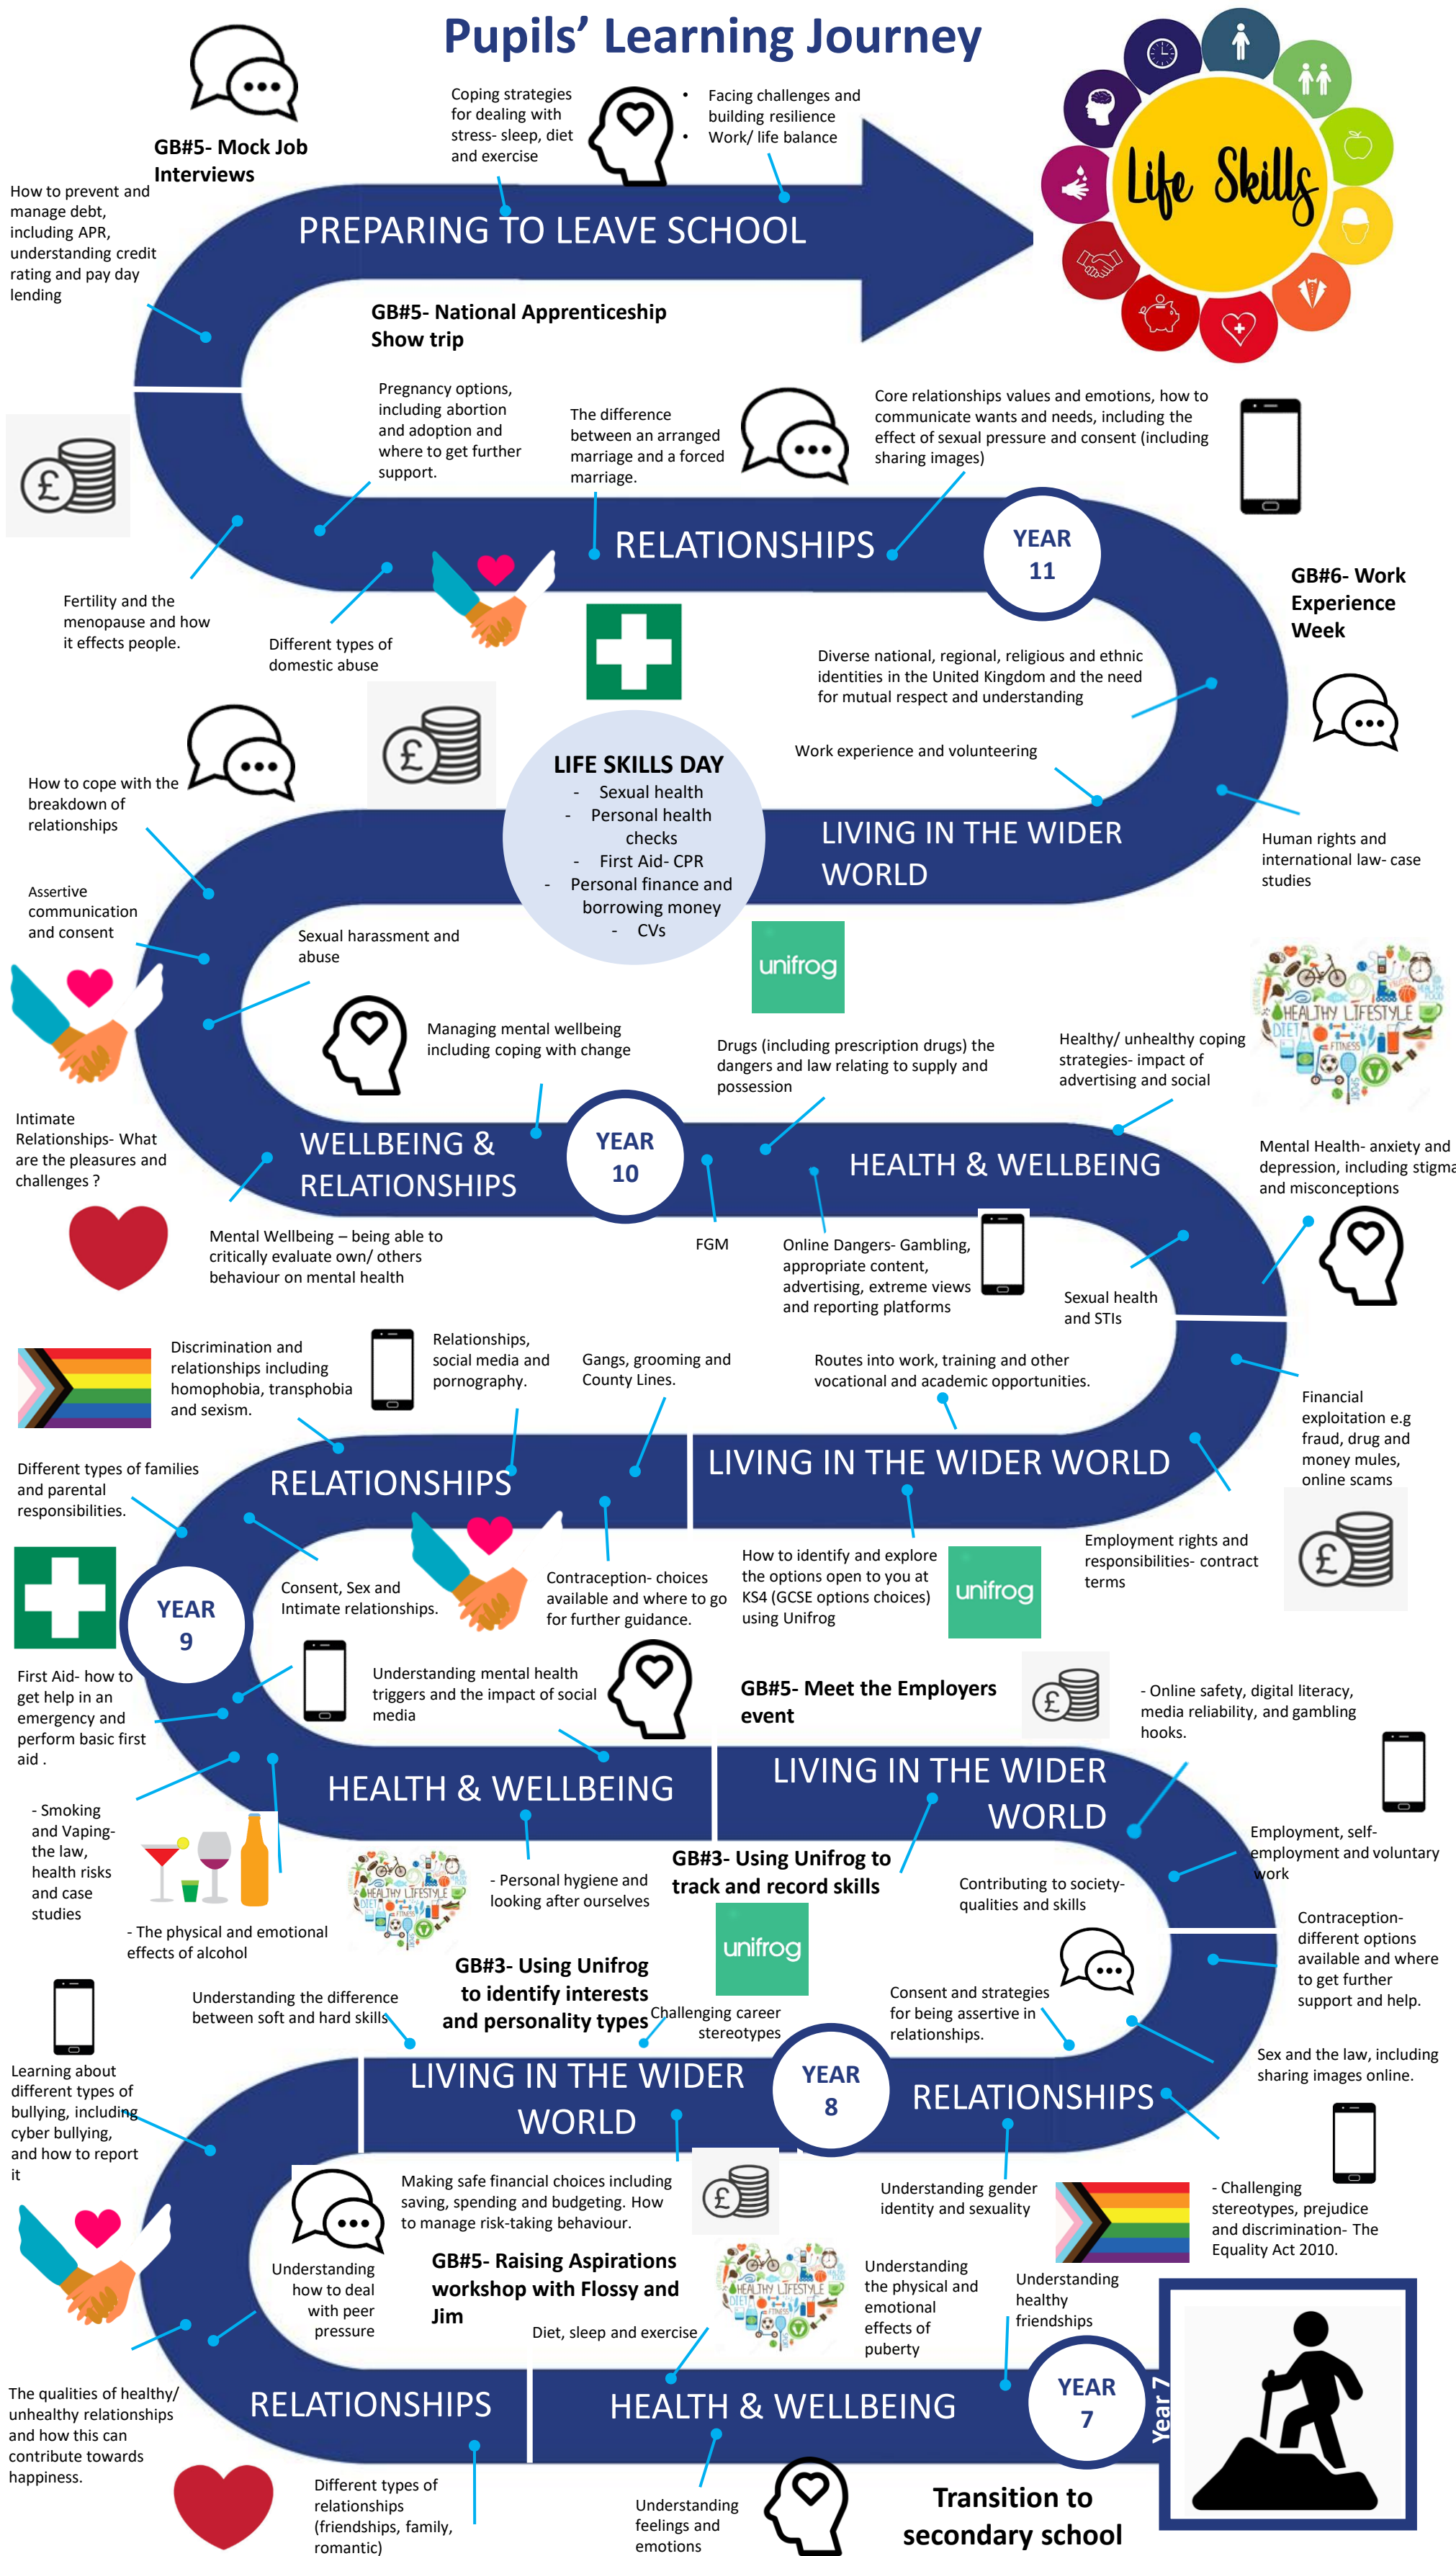 Pupils' Learning Journey
GB#5- Mock Job
Interviews
Coping strategies
for dealing with
stress- sleep, diet
and exercise
• Facing challenges and
building resilience
• Work/ life balance
Life Skills
How to prevent and
manage debt,
including APR,
understanding credit
rating and pay day
lending
PREPARING TO LEAVE SCHOOL
GB#5- National Apprenticeship
Show trip
Pregnancy options,
including abortion
and adoption and
where to get further
support.
The difference
between an arranged
marriage and a forced
marriage.
Core relationships values and emotions, how to
communicate wants and needs, including the
effect of sexual pressure and consent (including
sharing images)
£
RELATIONSHIPS
YEAR
11
GB#6- Work
Experience
Week
Fertility and the
menopause and how
it effects people.
Different types of
domestic abuse
Diverse national, regional, religious and ethnic
identities in the United Kingdom and the need
for mutual respect and understanding
Work experience and volunteering
£
LIFE SKILLS DAY
- Sexual health
- Personal health
checks
- First Aid- CPR
- Personal finance and
borrowing money
- CVs
How to cope with the
breakdown of
relationships
LIVING IN THE WIDER
WORLD
Human rights and
international law- case
studies
Assertive
communication
and consent
Sexual harassment and
abuse
unifrog
Managing mental wellbeing
including coping with change
Drugs (including prescription drugs) the
dangers and law relating to supply and
possession
Healthy/ unhealthy coping
strategies- impact of
advertising and social
HEALTHY LIFESTYLE
DIET
FITNESS
SPORT
Intimate
Relationships- What
are the pleasures and
challenges ?
WELLBEING &
RELATIONSHIPS
YEAR
10
HEALTH & WELLBEING
Mental Health- anxiety and
depression, including stigma
and misconceptions
Mental Wellbeing – being able to
critically evaluate own/ others
behaviour on mental health
FGM
Online Dangers- Gambling,
appropriate content,
advertising, extreme views
and reporting platforms
Sexual health
and STIs
Discrimination and
relationships including
homophobia, transphobia
and sexism.
Relationships,
social media and
pornography.
Gangs, grooming and
County Lines.
Routes into work, training and other
vocational and academic opportunities.
Financial
exploitation e.g
fraud, drug and
money mules,
online scams
Different types of families
and parental
responsibilities.
RELATIONSHIPS
LIVING IN THE WIDER WORLD
£
Employment rights and
responsibilities- contract
terms
YEAR
9
Consent, Sex and
Intimate relationships.
Contraception- choices
available and where to go
for further guidance.
How to identify and explore
the options open to you at
KS4 (GCSE options choices)
using Unifrog
unifrog
First Aid- how to
get help in an
emergency and
perform basic first
aid .
Understanding mental health
triggers and the impact of social
media
GB#5- Meet the Employers
event
£
- Online safety, digital literacy,
media reliability, and gambling
hooks.
HEALTH & WELLBEING
LIVING IN THE WIDER
WORLD
- Smoking
and Vaping-
the law,
health risks
and case
studies
Employment, self-
employment and voluntary
work
- The physical and emotional
effects of alcohol
HEALTHY LIFESTYLE
DIET
FITNESS
- Personal hygiene and
looking after ourselves
GB#3- Using Unifrog to
track and record skills
Contributing to society-
qualities and skills
unifrog
Contraception-
different options
available and where
to get further
support and help.
GB#3- Using Unifrog
to identify interests
and personality types
Understanding the difference
between soft and hard skills
Challenging career
stereotypes
Consent and strategies
for being assertive in
relationships.
Sex and the law, including
sharing images online.
Learning about
different types of
bullying, including
cyber bullying,
and how to report
it
LIVING IN THE WIDER
WORLD
YEAR
8
RELATIONSHIPS
Making safe financial choices including
saving, spending and budgeting. How
to manage risk-taking behaviour.
£
Understanding gender
identity and sexuality
- Challenging
stereotypes, prejudice
and discrimination- The
Equality Act 2010.
Understanding
how to deal
with peer
pressure
GB#5- Raising Aspirations
workshop with Flossy and
Jim
Diet, sleep and exercise
HEALTHY LIFESTYLE
DIET
FITNESS
Understanding
the physical and
emotional
effects of
puberty
Understanding
healthy
friendships
The qualities of healthy/
unhealthy relationships
and how this can
contribute towards
happiness.
RELATIONSHIPS
HEALTH & WELLBEING
YEAR
7
Year 7
Different types of
relationships
(friendships, family,
romantic)
Understanding
feelings and
emotions
Transition to
secondary school